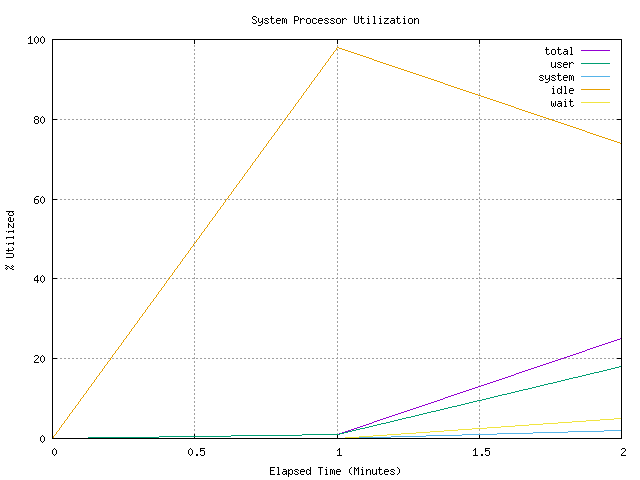 System Processor Utilization
100
80
60
40
20
0
% Utilized
total
user
system
idle
wait
0 0.5 1 1.5 2
Elapsed Time (Minutes)